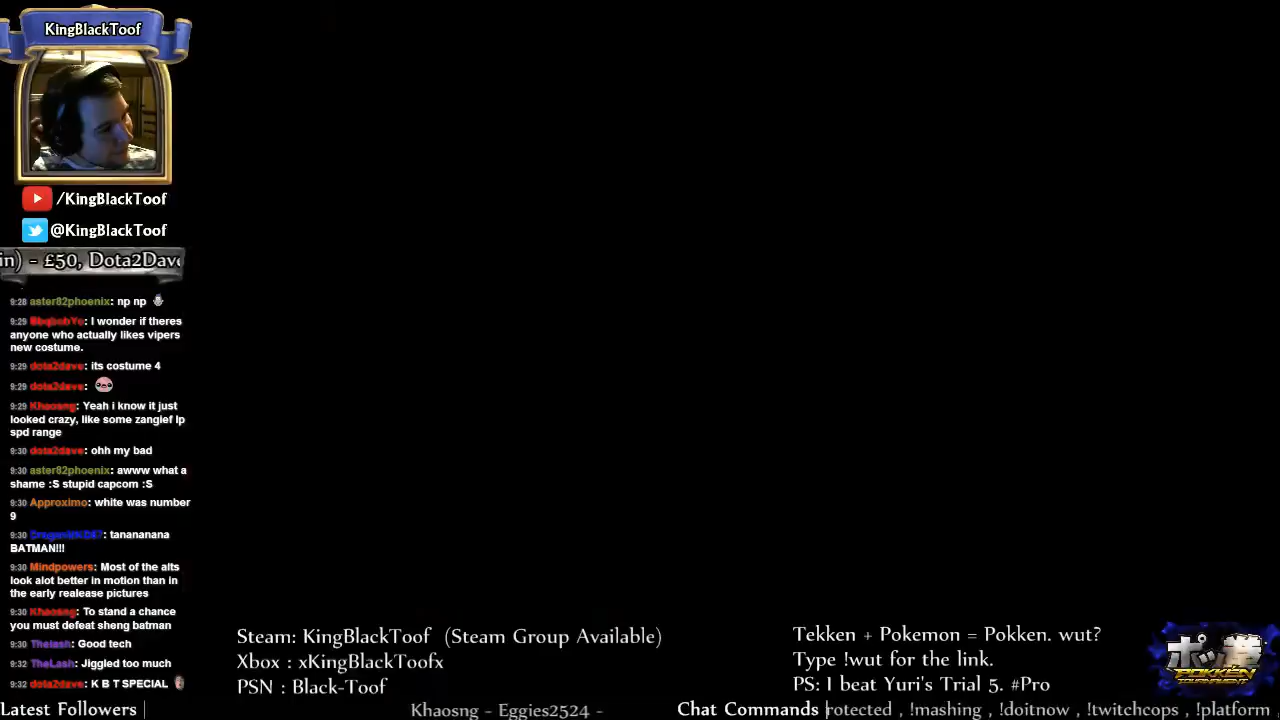 KingBlackToof
/KingBlackToof
@KingBlackToof
in) - £50, Dota2Dave
9:28 aster82phoenix: np np
9:29 BbqbobYo: I wonder if theres
anyone who actually likes vipers
new costume.
9:29 dota2dave: its costume 4
9:29 dota2dave:
9:29 Khaosng: Yeah i know it just
looked crazy, like some zangief lp
spd range
9:30 dota2dave: ohh my bad
9:30 aster82phoenix: awww what a
shame :S stupid capcom :S
9:30 Approximo: white was number
9
9:30 : tanananana
BATMAN!!!
9:30 Mindpowers: Most of the alts
look alot better in motion than in
the early realease pictures
9:30 Khaosng: To stand a chance
you must defeat sheng batman
9:30 Thelash: Good tech
9:32 TheLash: Jiggled too much
9:32 dota2dave: K B T SPECIAL
Steam: KingBlackToof (Steam Group Available)
Xbox : xKingBlackToofx
PSN : Black-Toof
Tekken + Pokemon = Pokken. wut?
Type !wut for the link.
PS: I beat Yuri's Trial 5. #Pro
ポッ拳
POKKÉN
TOURNAMENT
Latest Followers | Khaosng - Eggies2524 -
Chat Commands rotected , !mashing , !doitnow , !twitchcops , !platform